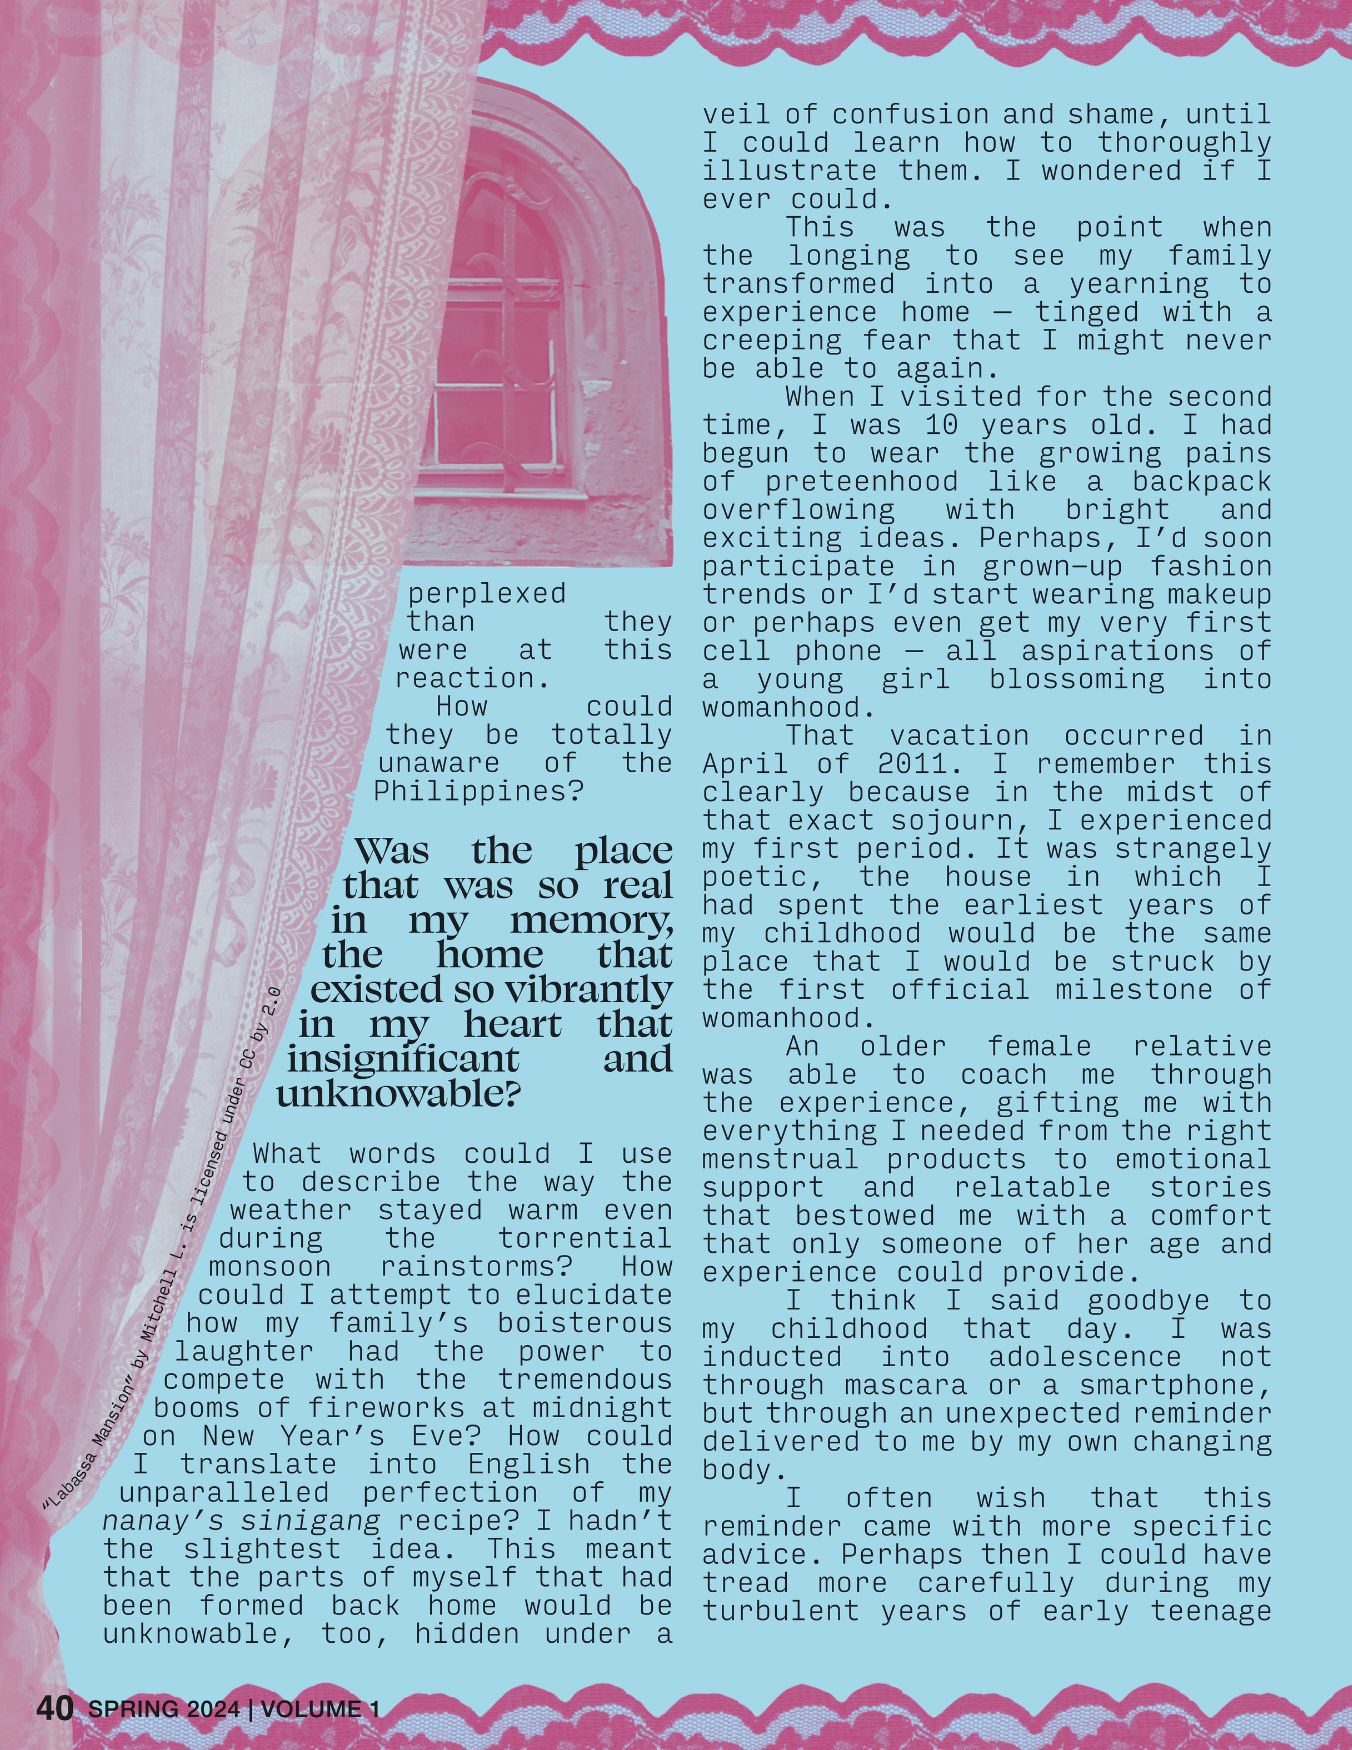 perplexed
than they
were at this
reaction.
How could
they be totally
unaware of the
Philippines?
Was the place
that was so real
in my memory,
the home that
existed so vibrantly
in my heart that
insignificant and
unknowable?
What words could I use
to describe the way the
weather stayed warm even
during the torrential
monsoon rainstorms? How
could I attempt to elucidate
how my family’s boisterous
laughter had the power to
compete with the tremendous
booms of fireworks at midnight
on New Year’s Eve? How could
I translate into English the
unparalleled perfection of my
nanay’s sinigang recipe? I hadn’t
the slightest idea. This meant
that the parts of myself that had
been formed back home would be
unknowable, too, hidden under a
veil of confusion and shame, until
I could learn how to thoroughly
illustrate them. I wondered if I
ever could.
This was the point when
the longing to see my family
transformed into a yearning to
experience home — tinged with a
creeping fear that I might never
be able to again.
When I visited for the second
time, I was 10 years old. I had
begun to wear the growing pains
of preteenhood like a backpack
overflowing with bright and
exciting ideas. Perhaps, I’d soon
participate in grown-up fashion
trends or I’d start wearing makeup
or perhaps even get my very first
cell phone — all aspirations of
a young girl blossoming into
womanhood.
That vacation occurred in
April of 2011. I remember this
clearly because in the midst of
that exact sojourn, I experienced
my first period. It was strangely
poetic, the house in which I
had spent the earliest years of
my childhood would be the same
place that I would be struck by
the first official milestone of
womanhood.
An older female relative
was able to coach me through
the experience, gifting me with
everything I needed from the right
menstrual products to emotional
support and relatable stories
that bestowed me with a comfort
that only someone of her age and
experience could provide.
I think I said goodbye to
my childhood that day. I was
inducted into adolescence not
through mascara or a smartphone,
but through an unexpected reminder
delivered to me by my own changing
body.
I often wish that this
reminder came with more specific
advice. Perhaps then I could have
tread more carefully during my
turbulent years of early teenage
“Labassa Mansion” by Mitchell L. is licensed under CC by 2.0
40 SPRING 2024 | VOLUME 1